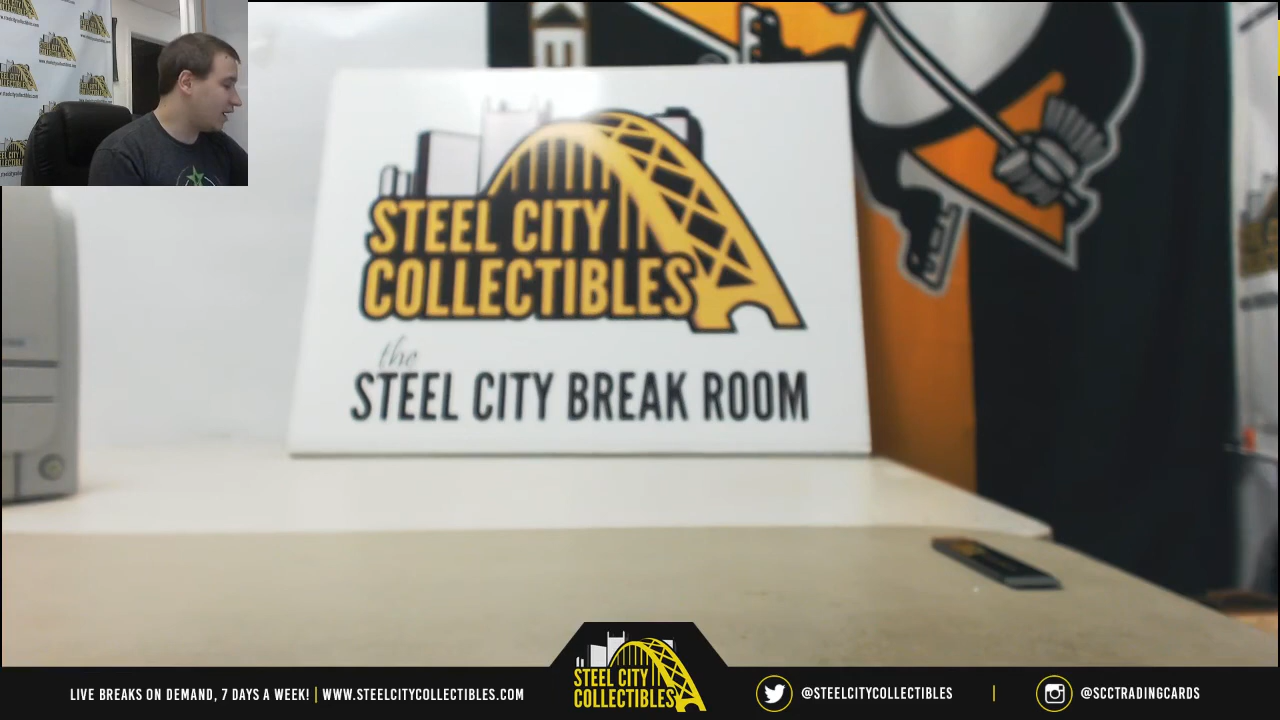 STEEL CITY
COLLECTIBLES
the
STEEL CITY BREAK ROOM
LIVE BREAKS ON DEMAND, 7 DAYS A WEEK! | WWW.STEELCITYCOLLECTIBLES.COM
STEEL CITY
COLLECTIBLES
@STEELCITYCOLLECTIBLES | @SCCTRADINGCARDS